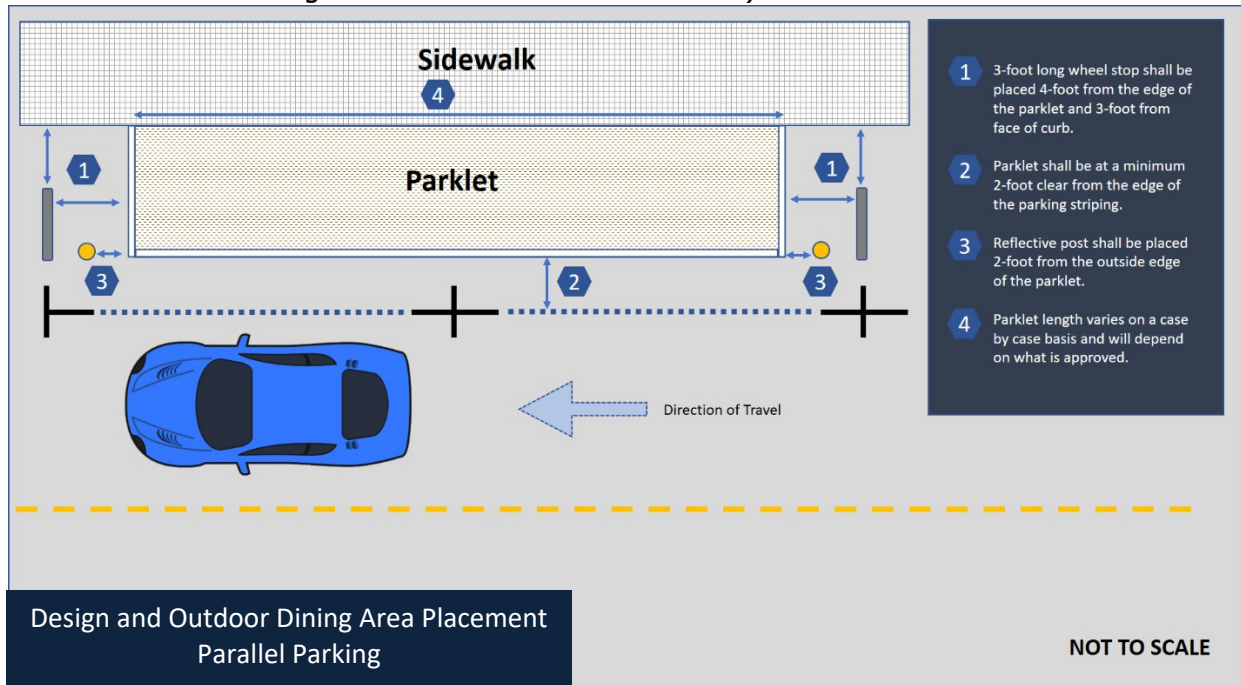 Sidewalk
4
1
1
Parklet
3
2
3
Direction of Travel
1
3-foot long wheel stop shall be
placed 4-foot from the edge of
the parklet and 3-foot from
face of curb.
2
Parklet shall be at a minimum
2-foot clear from the edge of
the parking striping.
3
Reflective post shall be placed
2-foot from the outside edge
of the parklet.
4
Parklet length varies on a case
by case basis and will depend
on what is approved.
Design and Outdoor Dining Area Placement
Parallel Parking
NOT TO SCALE